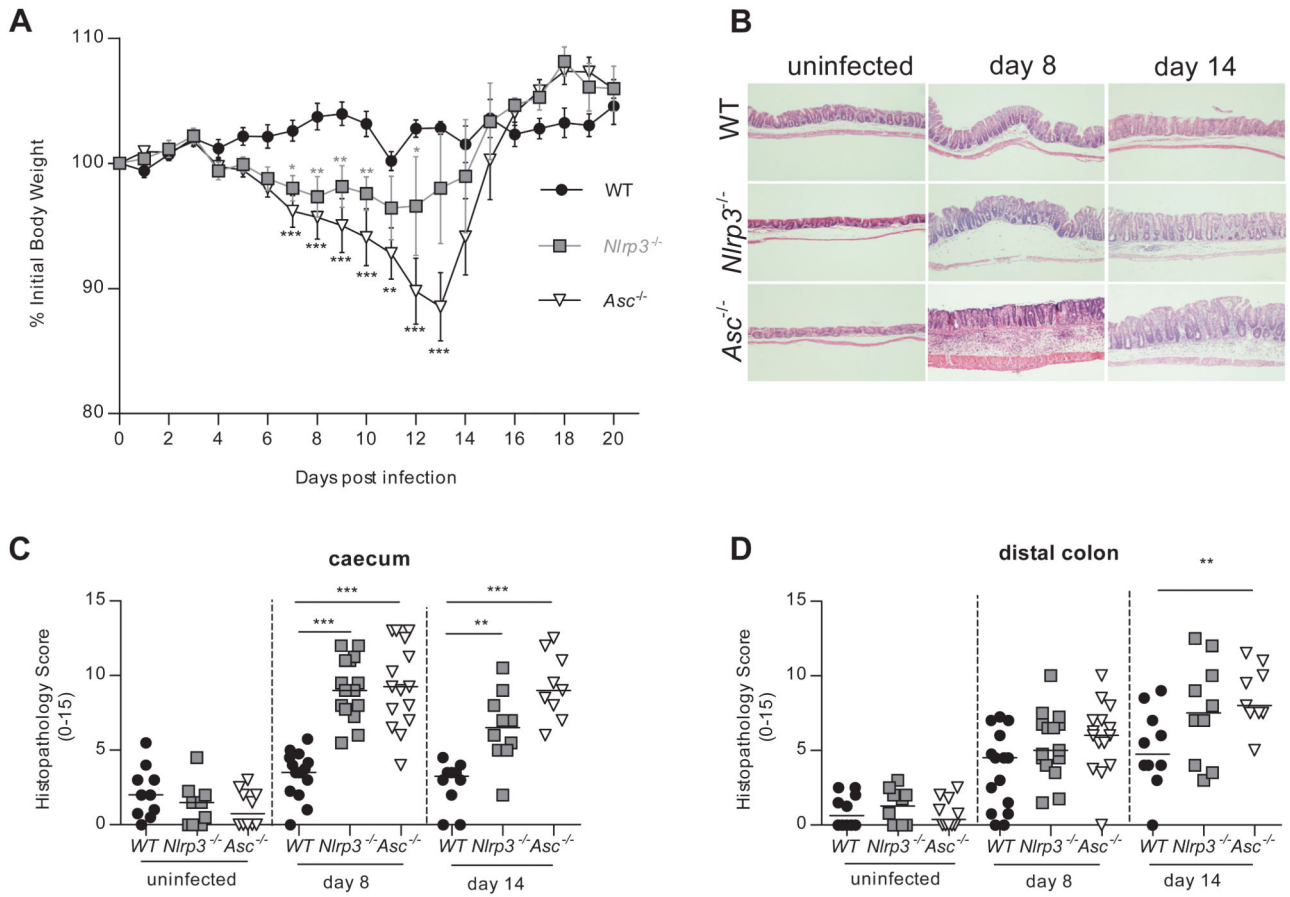 A
110
100
90
80
% Initial Body Weight
0 2 4 6 8 10 12 14 16 18 20
Days post infection
* ** ** ** *
*** *** *** *** ** *** ***
WT
Nlrp3-/-
Asc-/-
B
uninfected day 8 day 14
WT
Nlrp3-/-
Asc-/-
C
caecum
Histopathology Score
(0-15)
15
10
5
0
*** ***
*** **
WT Nlrp3 -/- Asc-/- WT Nlrp3 -/- Asc-/- WT Nlrp3 -/- Asc-/-
uninfected day 8 day 14
D
distal colon
**
Histopathology Score
(0-15)
15
10
5
0
WT Nlrp3 -/- Asc-/- WT Nlrp3 -/- Asc-/- WT Nlrp3 -/- Asc-/-
uninfected day 8 day 14